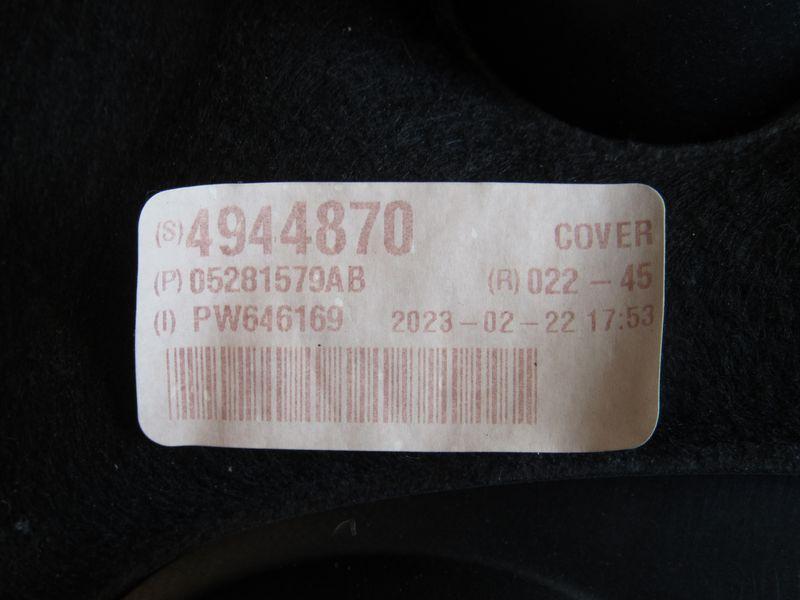 (S) 4944870 COVER
(P) 05281579AB (R) 022-45
(I) PW646169 2023-02-22 17:53